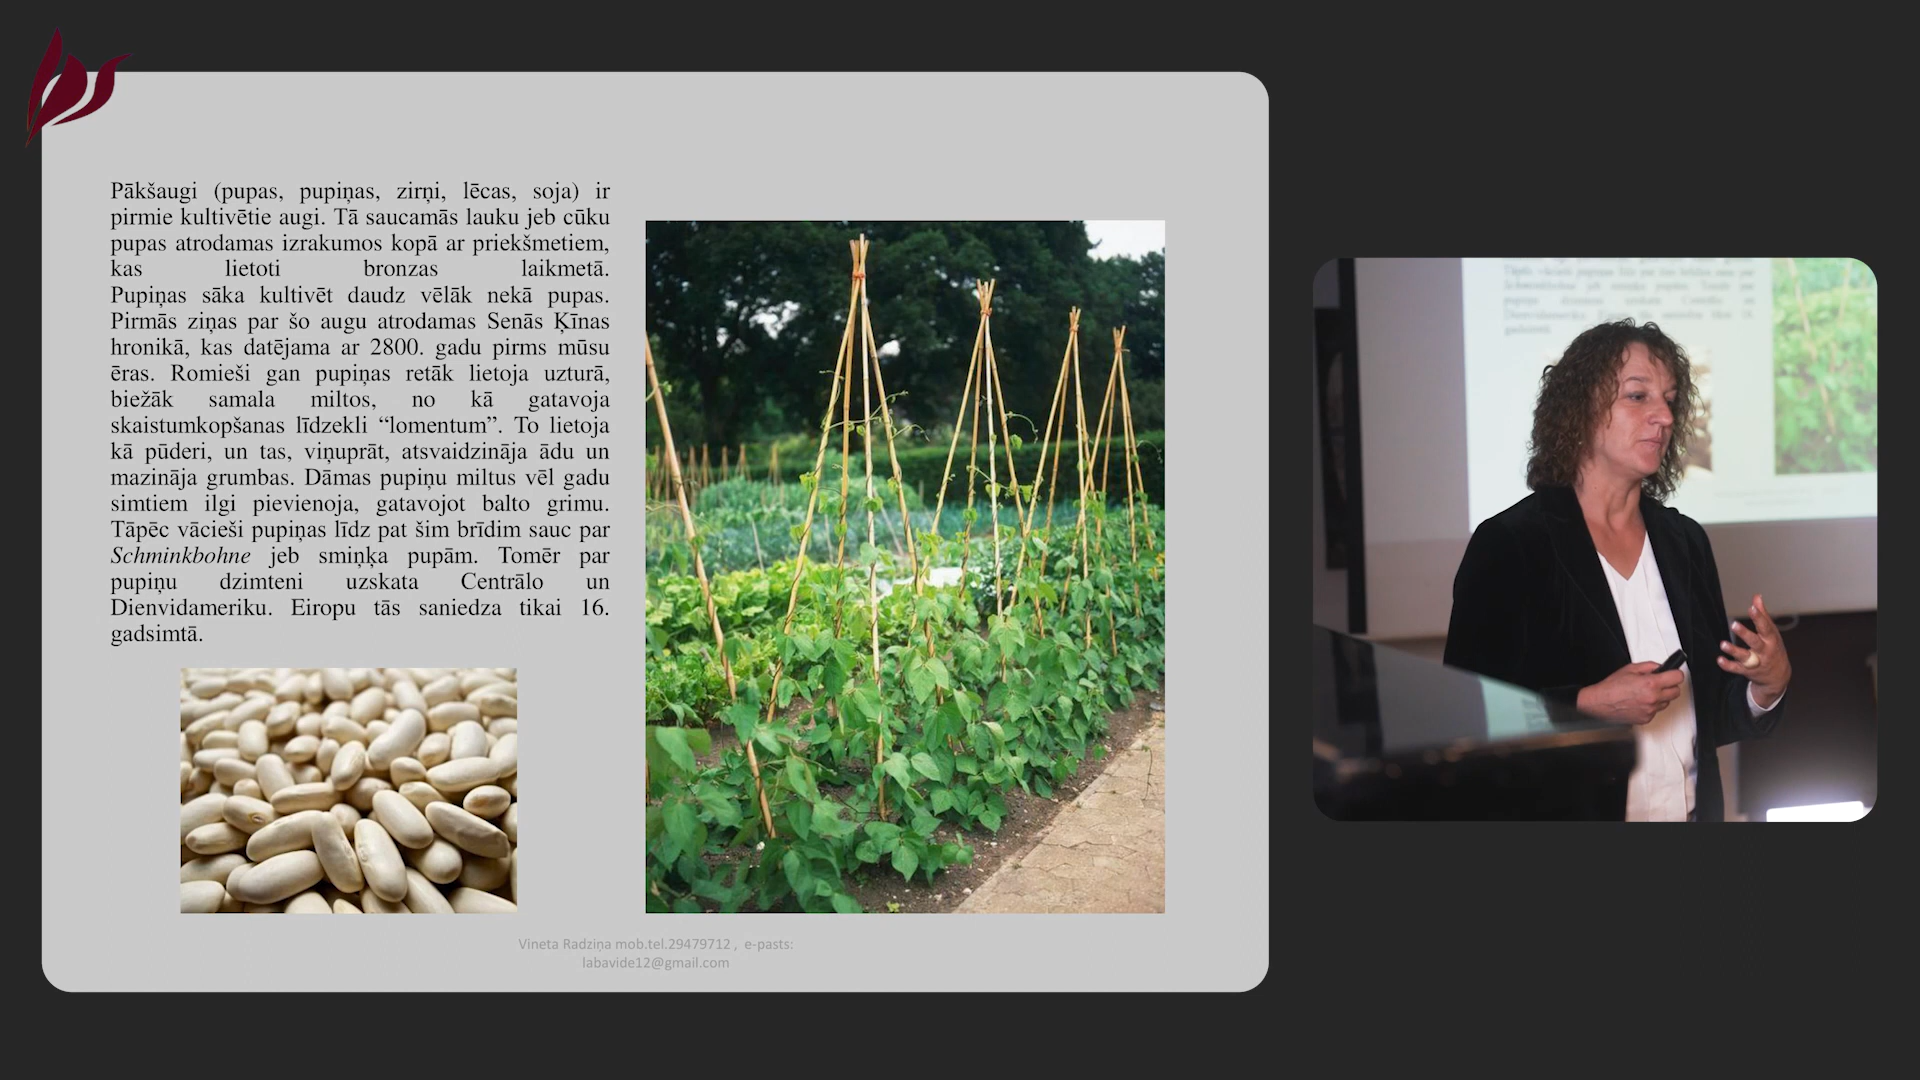 Pākšaugi (pupas, pupiņas, zirņi, lēcas, soja) ir
pirmie kultivētie augi. Tā saucamās lauku jeb cūku
pupas atrodamas izrakumos kopā ar priekšmetiem,
kas lietoti bronzas laikmetā.
Pupiņas sāka kultivēt daudz vēlāk nekā pupas.
Pirmās ziņas par šo augu atrodamas Senās Ķīnas
hronikā, kas datējama ar 2800. gadu pirms mūsu
ēras. Romieši gan pupiņas retāk lietoja uzturā,
biežāk samala miltos, no kā gatavoja
skaistumkopšanas līdzekli “lomentum”. To lietoja
kā pūderi, un tas, viņuprāt, atsvaidzināja ādu un
mazināja grumbas. Dāmas pupiņu miltus vēl gadu
simtiem ilgi pievienoja, gatavojot balto grimu.
Tāpēc vācieši pupiņas līdz pat šim brīdim sauc par
Schminkbohne jeb smiņķa pupām. Tomēr par
pupiņu dzimteni uzskata Centrālo un
Dienvidameriku. Eiropu tās saniedza tikai 16.
gadsimtā.
Vineta Radziņa mob.tel.29479712 , e-pasts:
labavide12@gmail.com